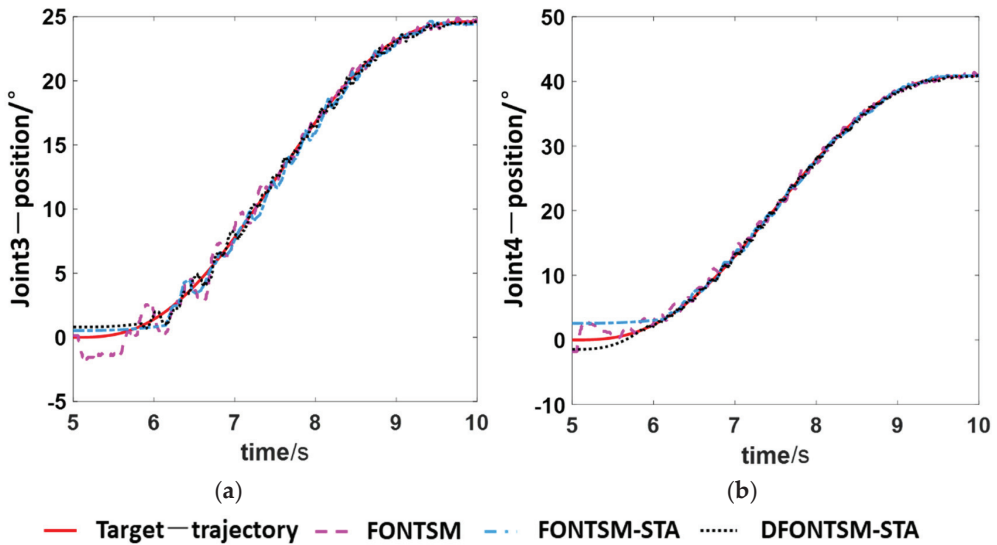 25
20
15
10
5
0
-5
Joint3—position/°
5 6 7 8 9 10
time/s
(a)
50
40
30
20
10
0
-10
Joint4—position/°
5 6 7 8 9 10
time/s
(b)
Target—trajectory FONTSM FONTSM-STA DFONTSM-STA